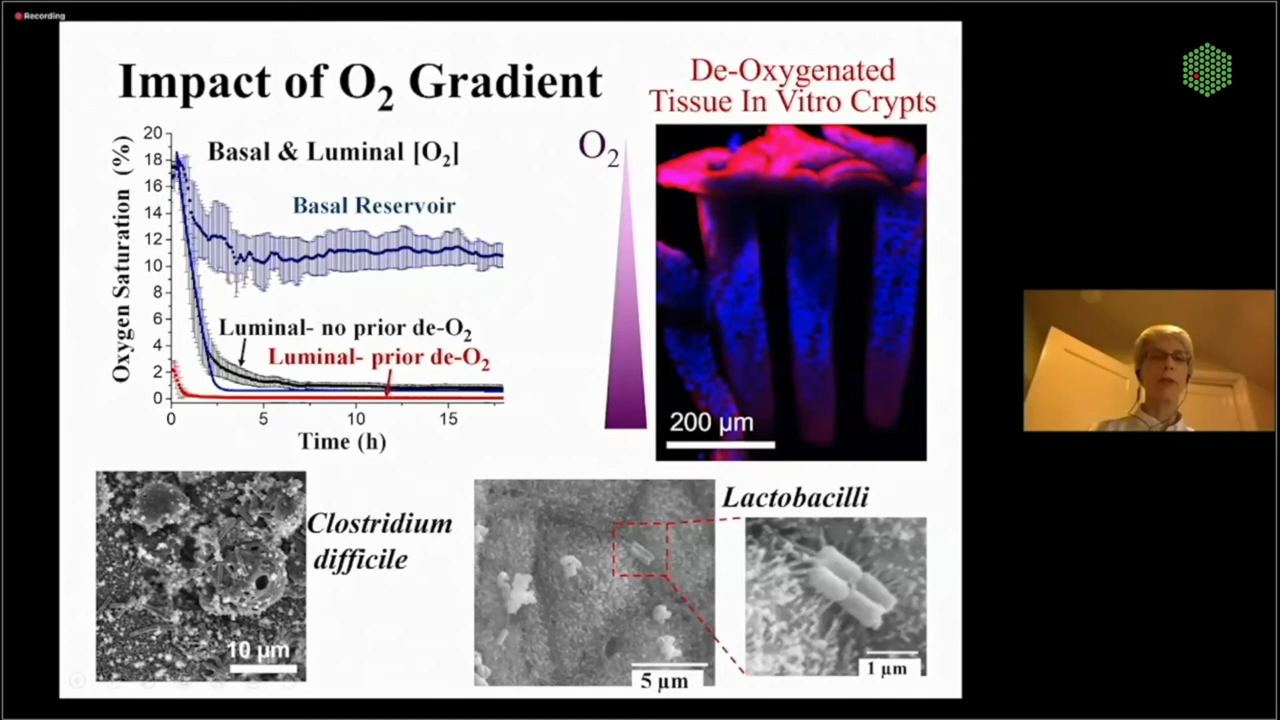 Recording
Impact of O2 Gradient
De-Oxygenated
Tissue In Vitro Crypts
O2
Basal & Luminal [O2]
Basal Reservoir
Luminal- no prior de-O2
Luminal- prior de-O2
Oxygen Saturation (%)
20
18
16
14
12
10
8
6
4
2
0
0
5
10
15
Time (h)
200 µm
Clostridium
difficile
10 µm
Lactobacilli
5 µm
1 µm